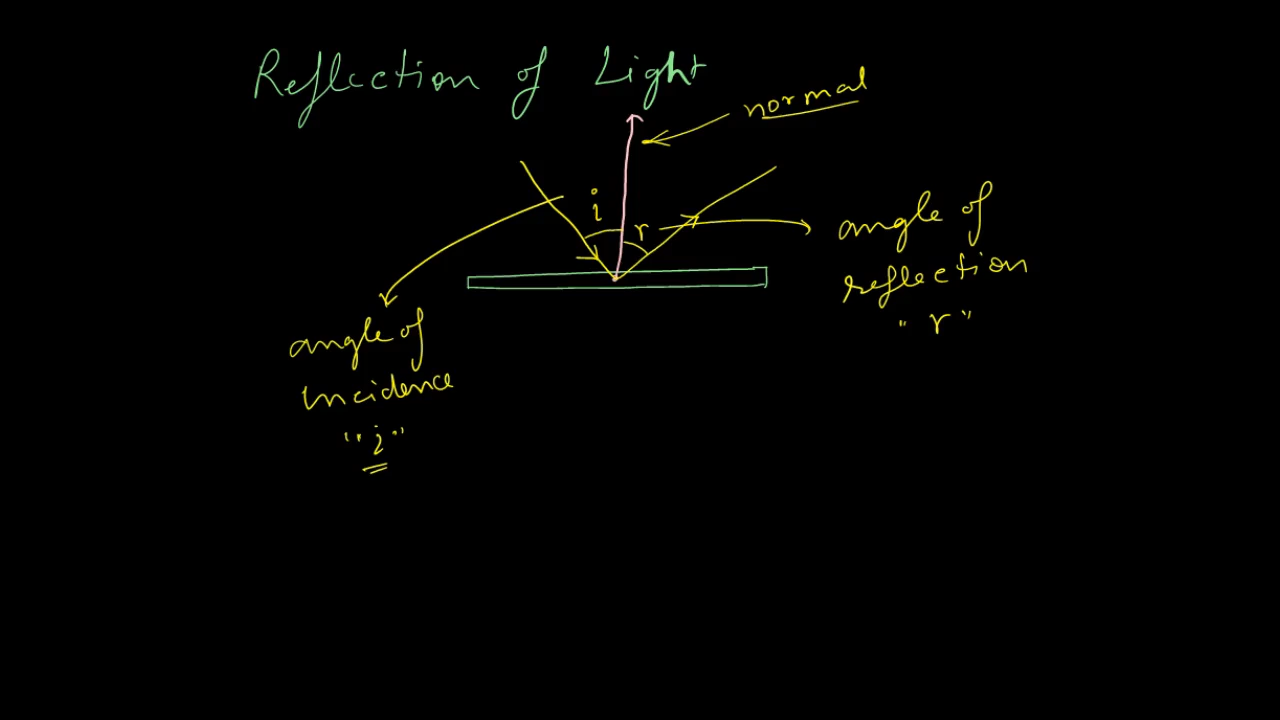 Reflection of Light
normal
i
r
angle of
reflection
"r"
angle of
incidence
"i"